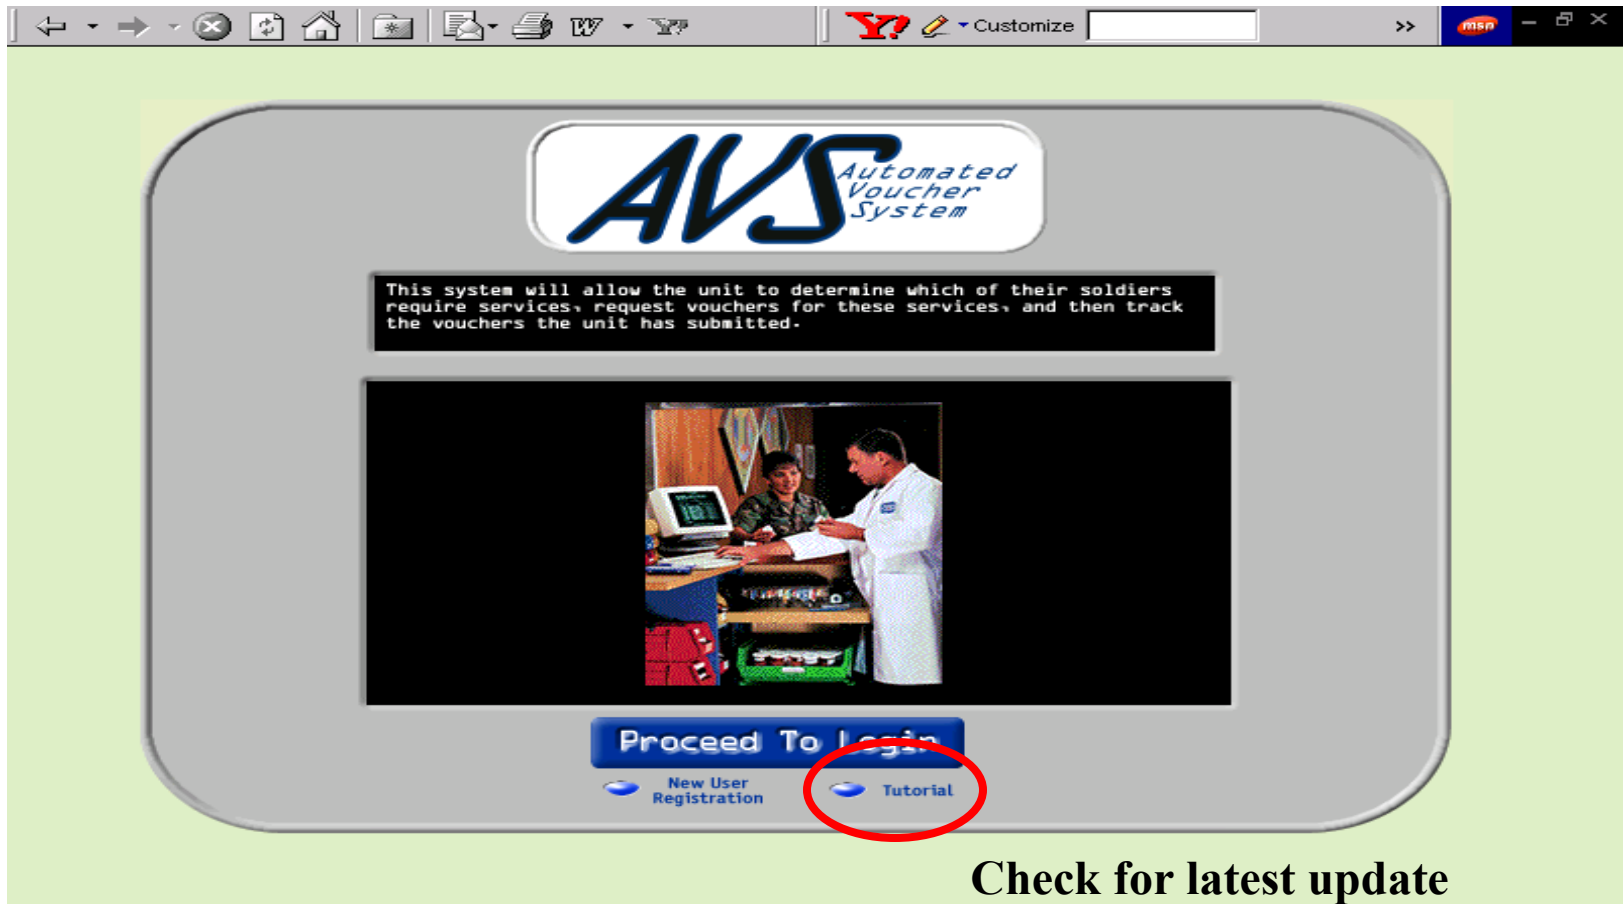 Customize
>>
msn
AVS
Automated
Voucher
System
This system will allow the unit to determine which of their soldiers
require services, request vouchers for these services, and then track
the vouchers the unit has submitted.
Proceed To Login
New User
Registration
Tutorial
Check for latest update